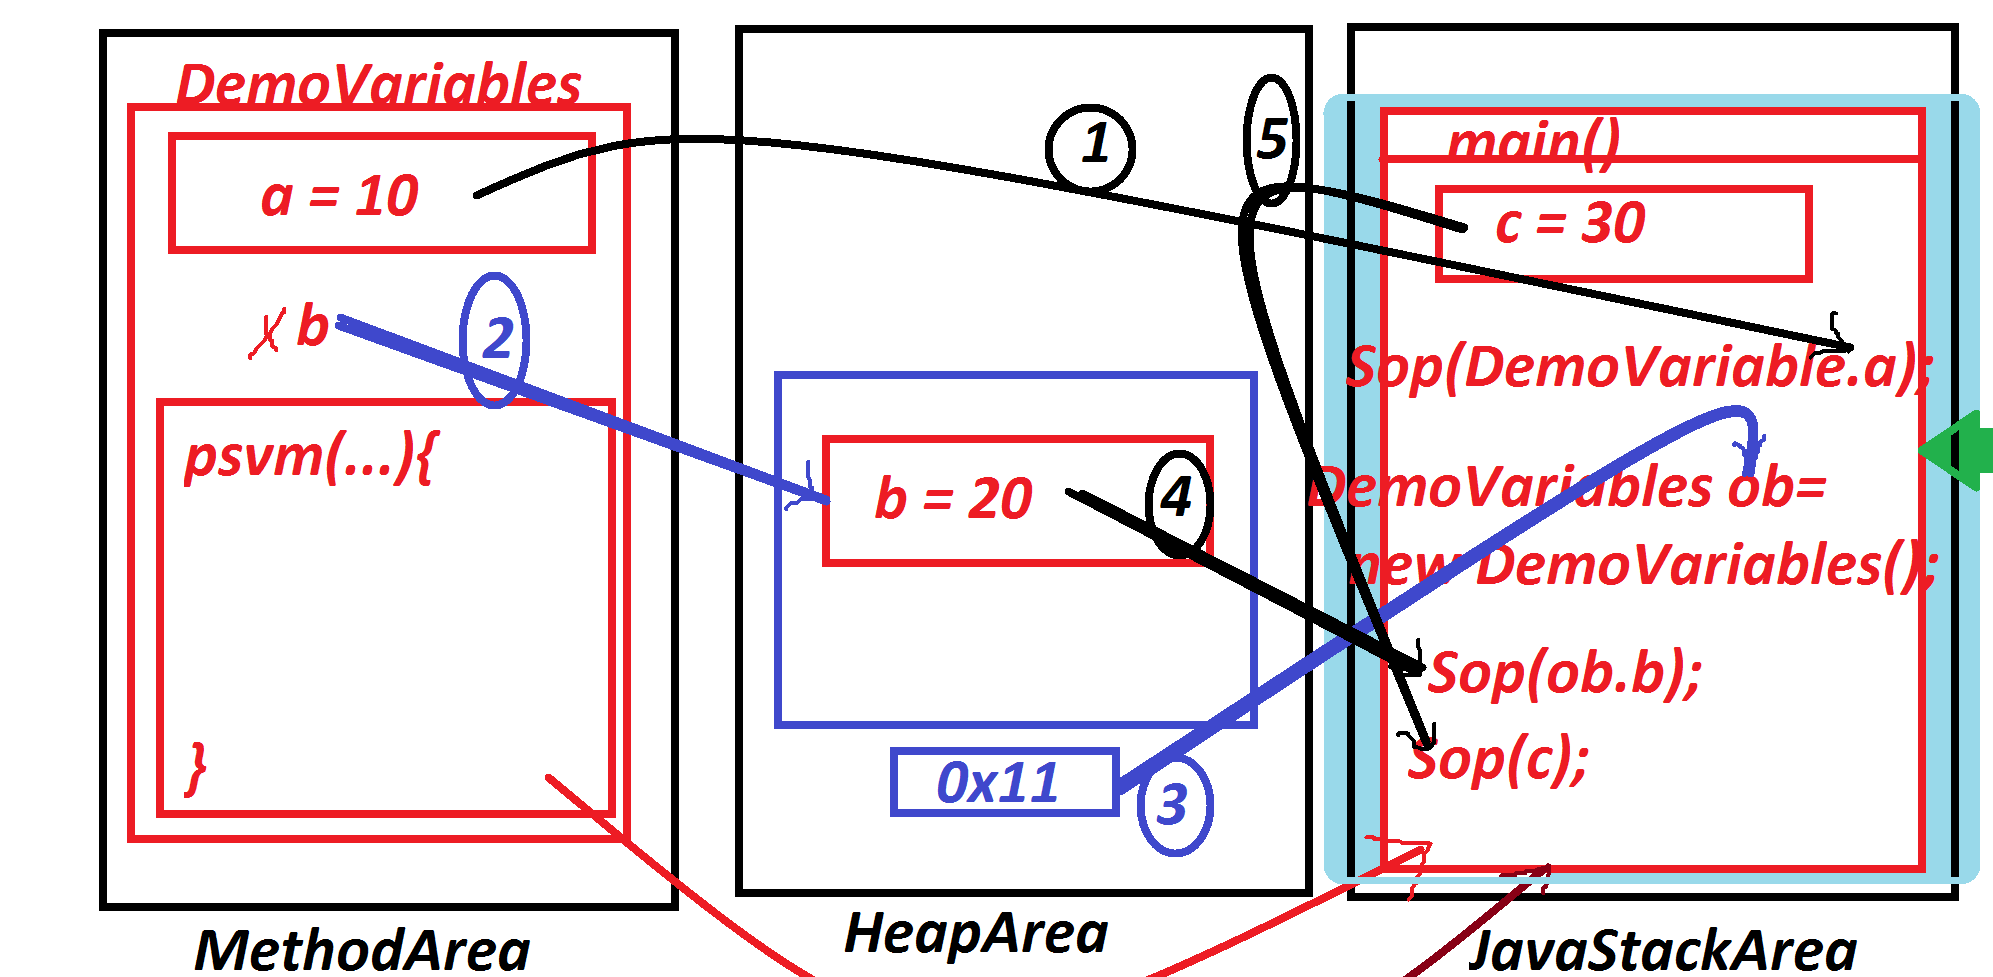 DemoVariables
a = 10
x b
2
psvm(...){
}
MethodArea
1
5
b = 20
4
0x11
3
HeapArea
main()
c = 30
Sop(DemoVariable.a);
DemoVariables ob=
new DemoVariables();
Sop(ob.b);
Sop(c);
JavaStackArea